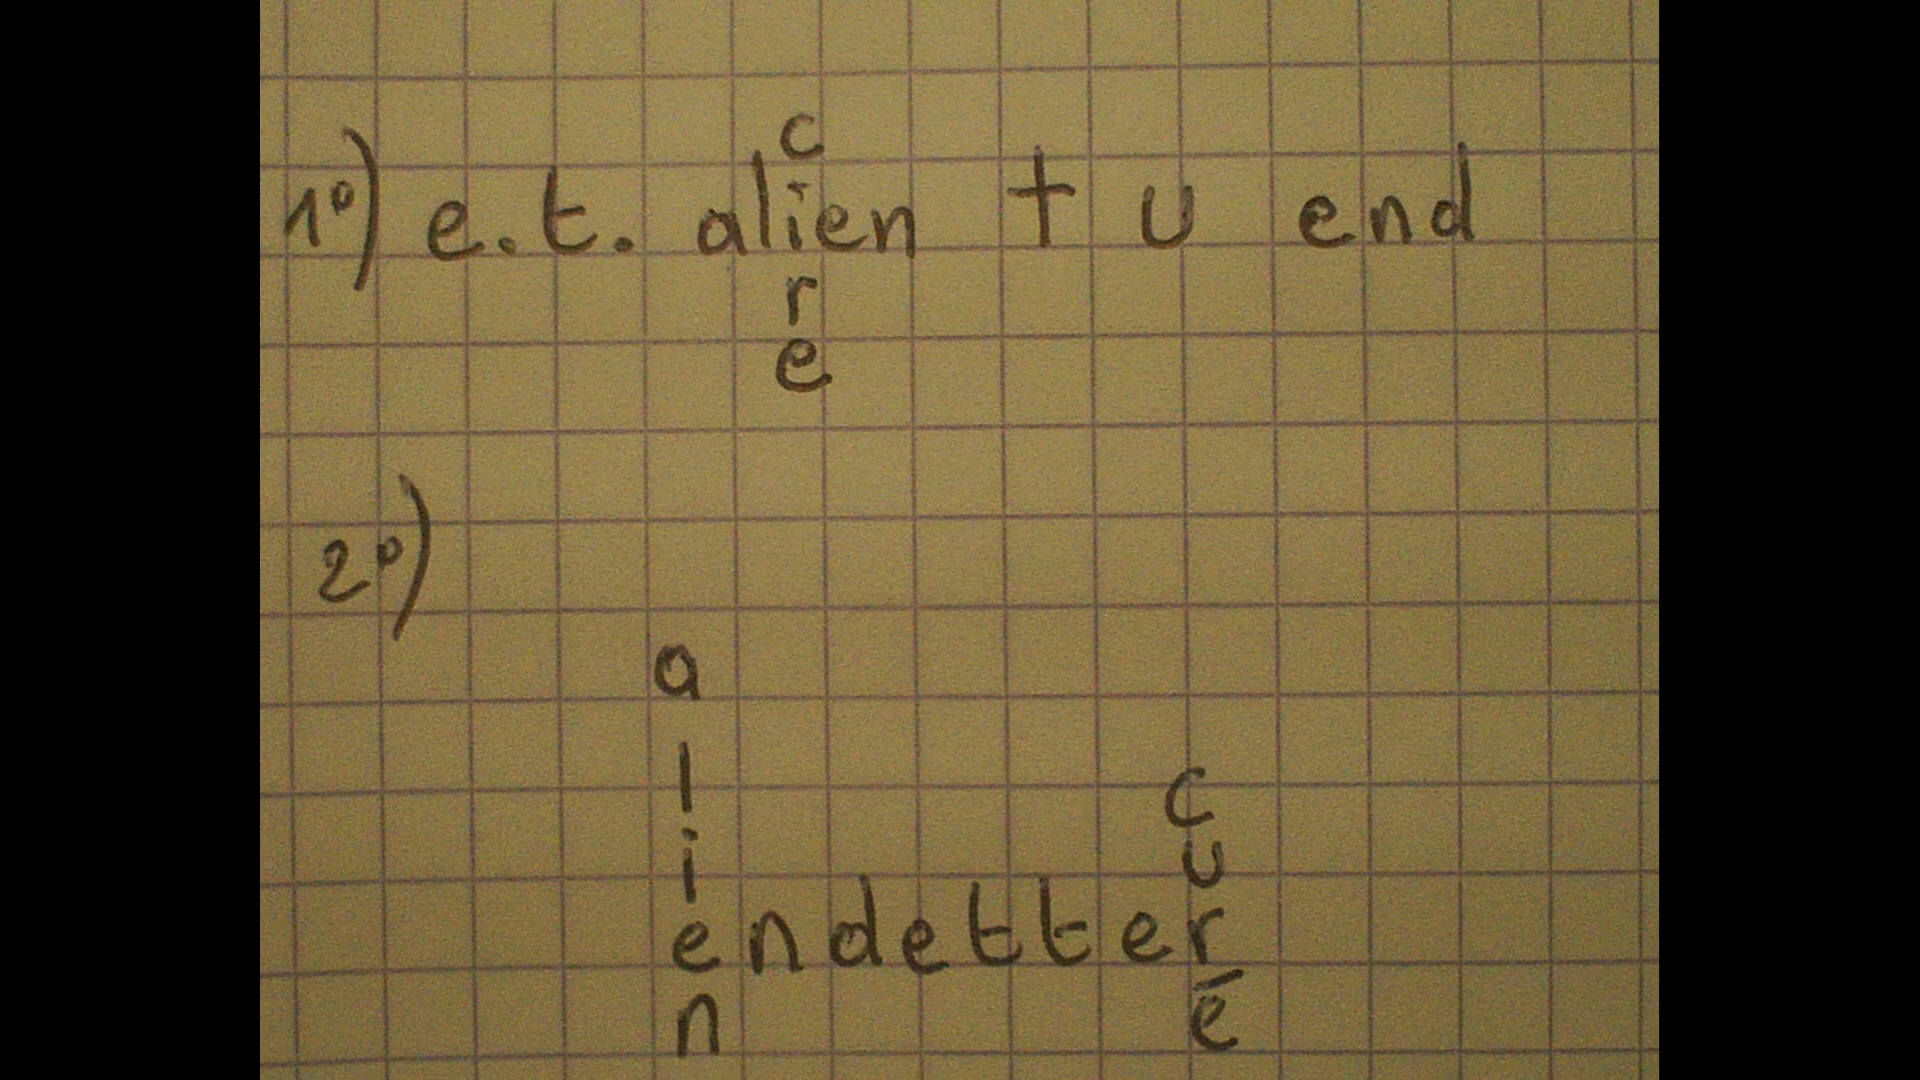 c
1°) e.t. alien t u end
r
e
2°)
a
l
i
c
u
endetter
n
é